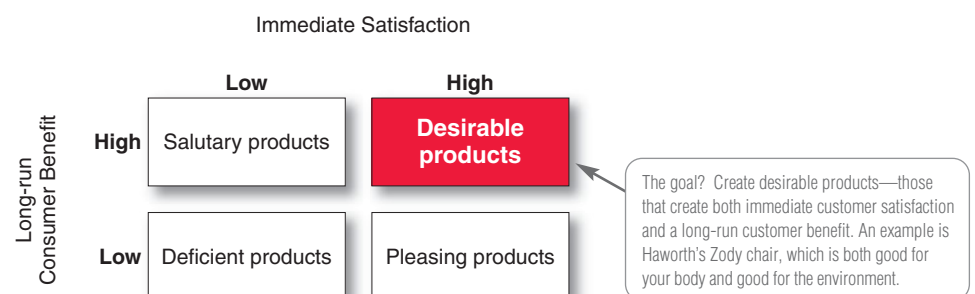 Immediate Satisfaction
Low
High
Long-run
Consumer Benefit
High
Salutary products
Desirable
products
The goal? Create desirable products—those
that create both immediate customer satisfaction
and a long-run customer benefit. An example is
Haworth's Zody chair, which is both good for
your body and good for the environment.
Low
Deficient products
Pleasing products